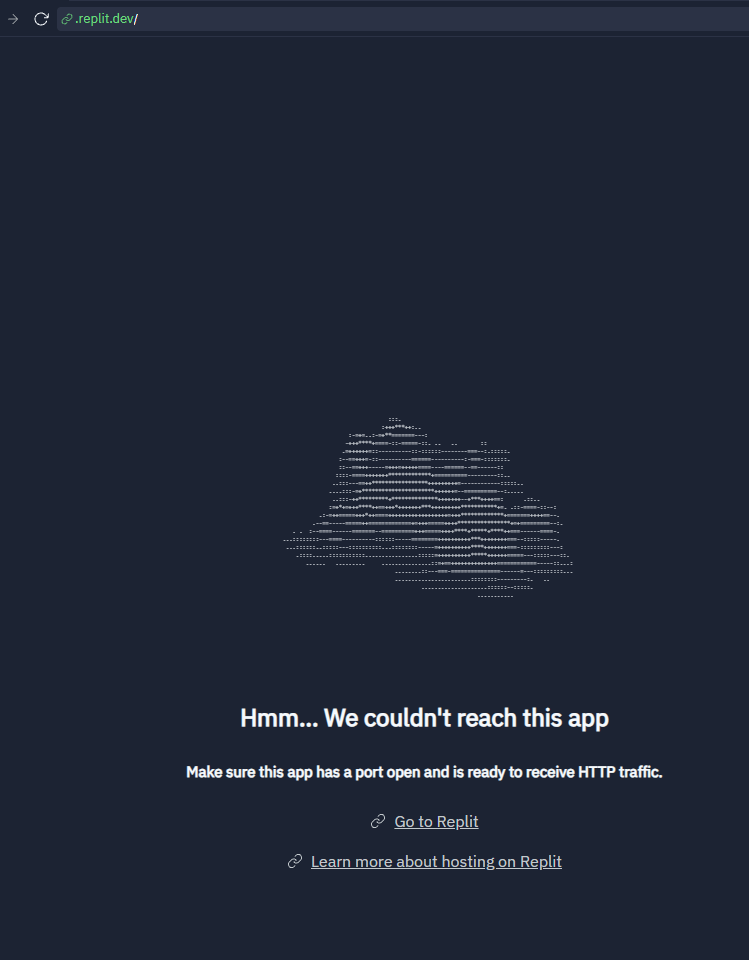 .replit.dev/
Hmm... We couldn't reach this app
Make sure this app has a port open and is ready to receive HTTP traffic.
Go to Replit
Learn more about hosting on Replit